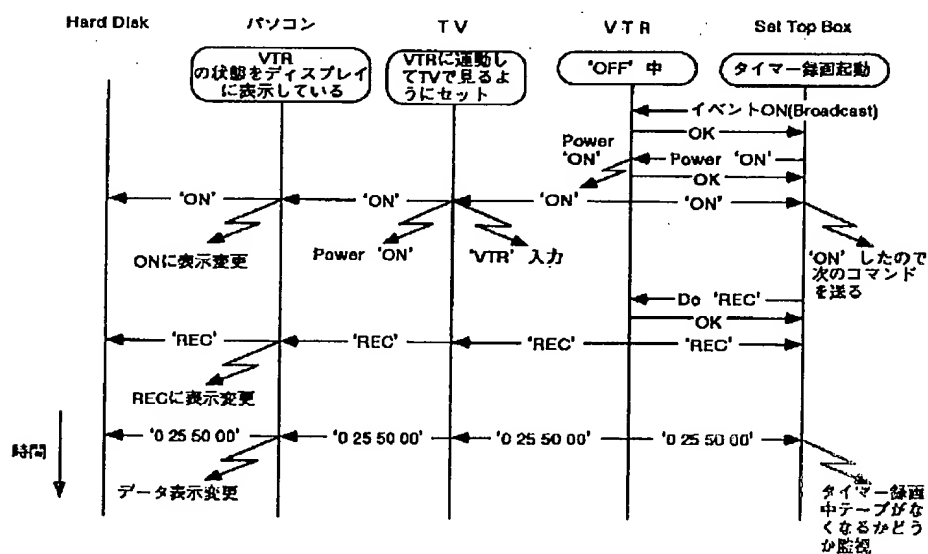 Hard Disk
パソコン
TV
VTR
Set Top Box
VTR
の状態をディスプレイ
に表示している
VTRに連動し
てTVで見るよ
うにセット
'OFF' 中
タイマー録画起動
イベントON(Broadcast)
OK
Power
'ON'
Power 'ON'
OK
'ON'
'ON'
'ON'
'ON'
ONに表示変更
Power 'ON'
"VTR" 入力
'ON' したので
次のコマンド
を送る
Do 'REC'
OK
'REC'
'REC'
'REC'
'REC'
RECに表示変更
時間
'0 25 50 00'
'0 25 50 00'
'0 25 50 00'
'0 25 50 00'
データ表示変更
タイマー録画
中テープがな
くなるかどう
か監視